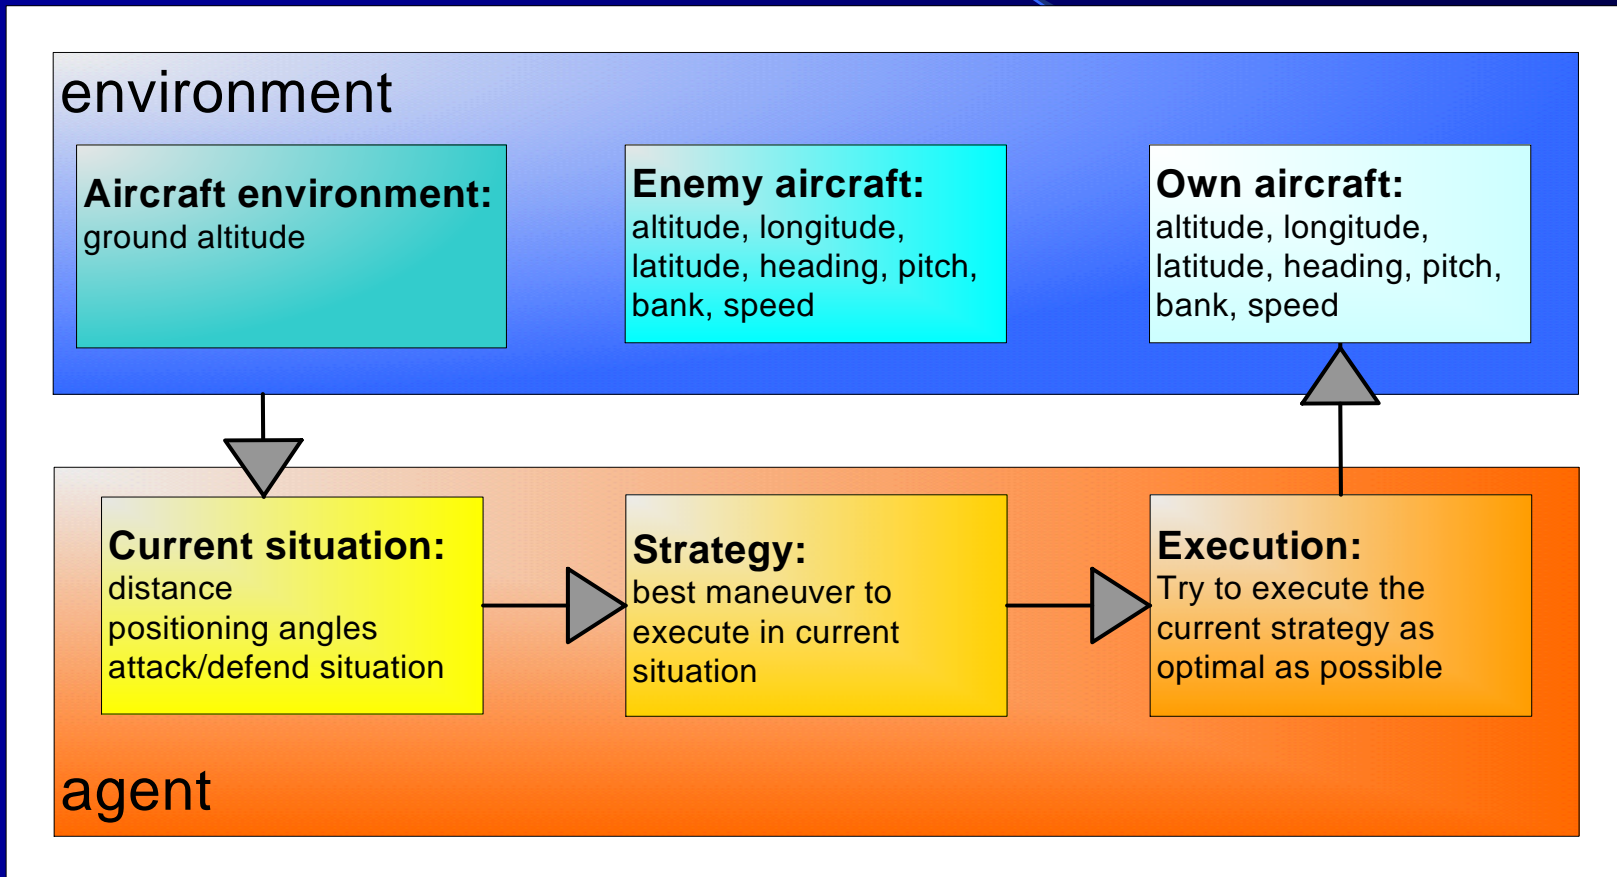 environment
Aircraft environment:
ground altitude
Enemy aircraft:
altitude, longitude,
latitude, heading, pitch,
bank, speed
Own aircraft:
altitude, longitude,
latitude, heading, pitch,
bank, speed
Current situation:
distance
positioning angles
attack/defend situation
Strategy:
best maneuver to
execute in current
situation
Execution:
Try to execute the
current strategy as
optimal as possible
agent